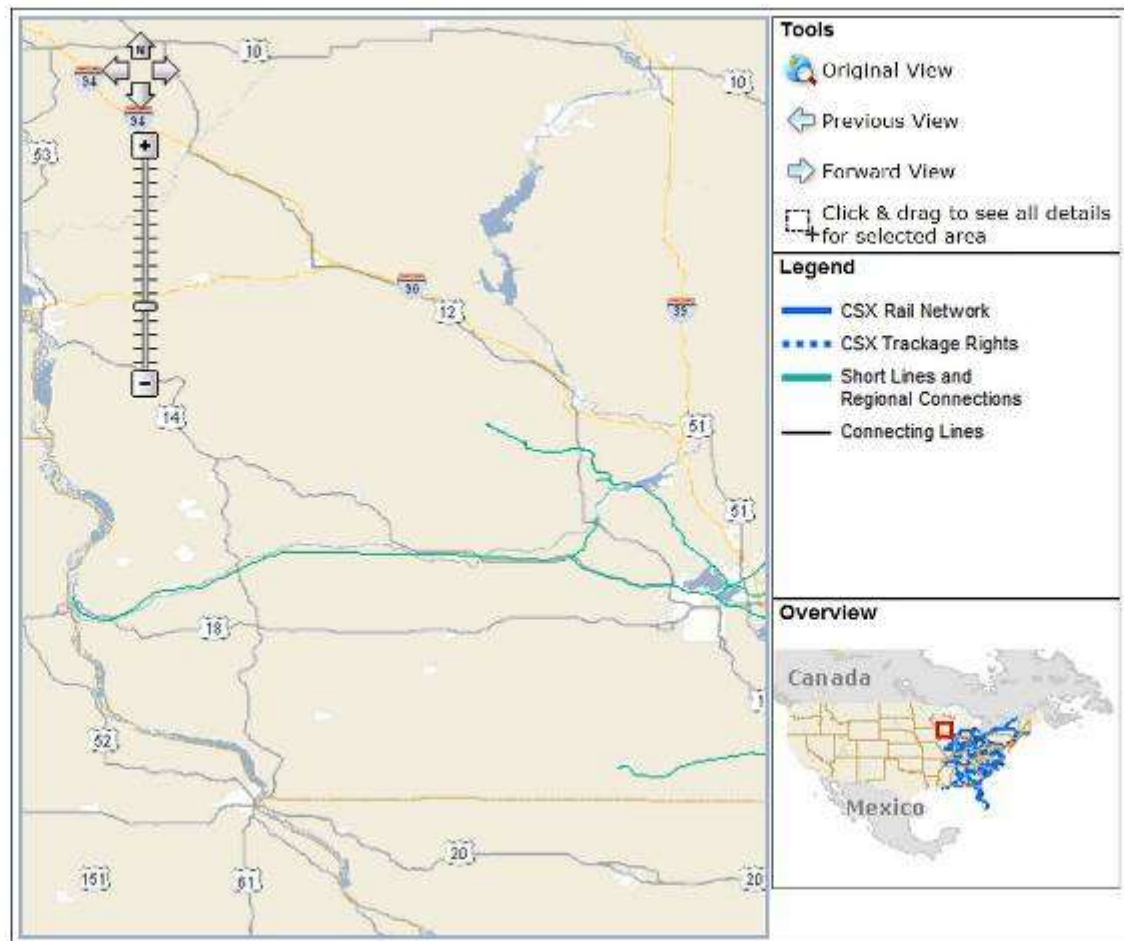 N
10
94
94
53
10
90
12
39
14
51
51
18
52
20
151
61
20
Tools
Original View
Previous View
Forward View
Click & drag to see all details
for selected area
Legend
CSX Rail Network
CSX Trackage Rights
Short Lines and
Regional Connections
Connecting Lines
Overview
Canada
Mexico